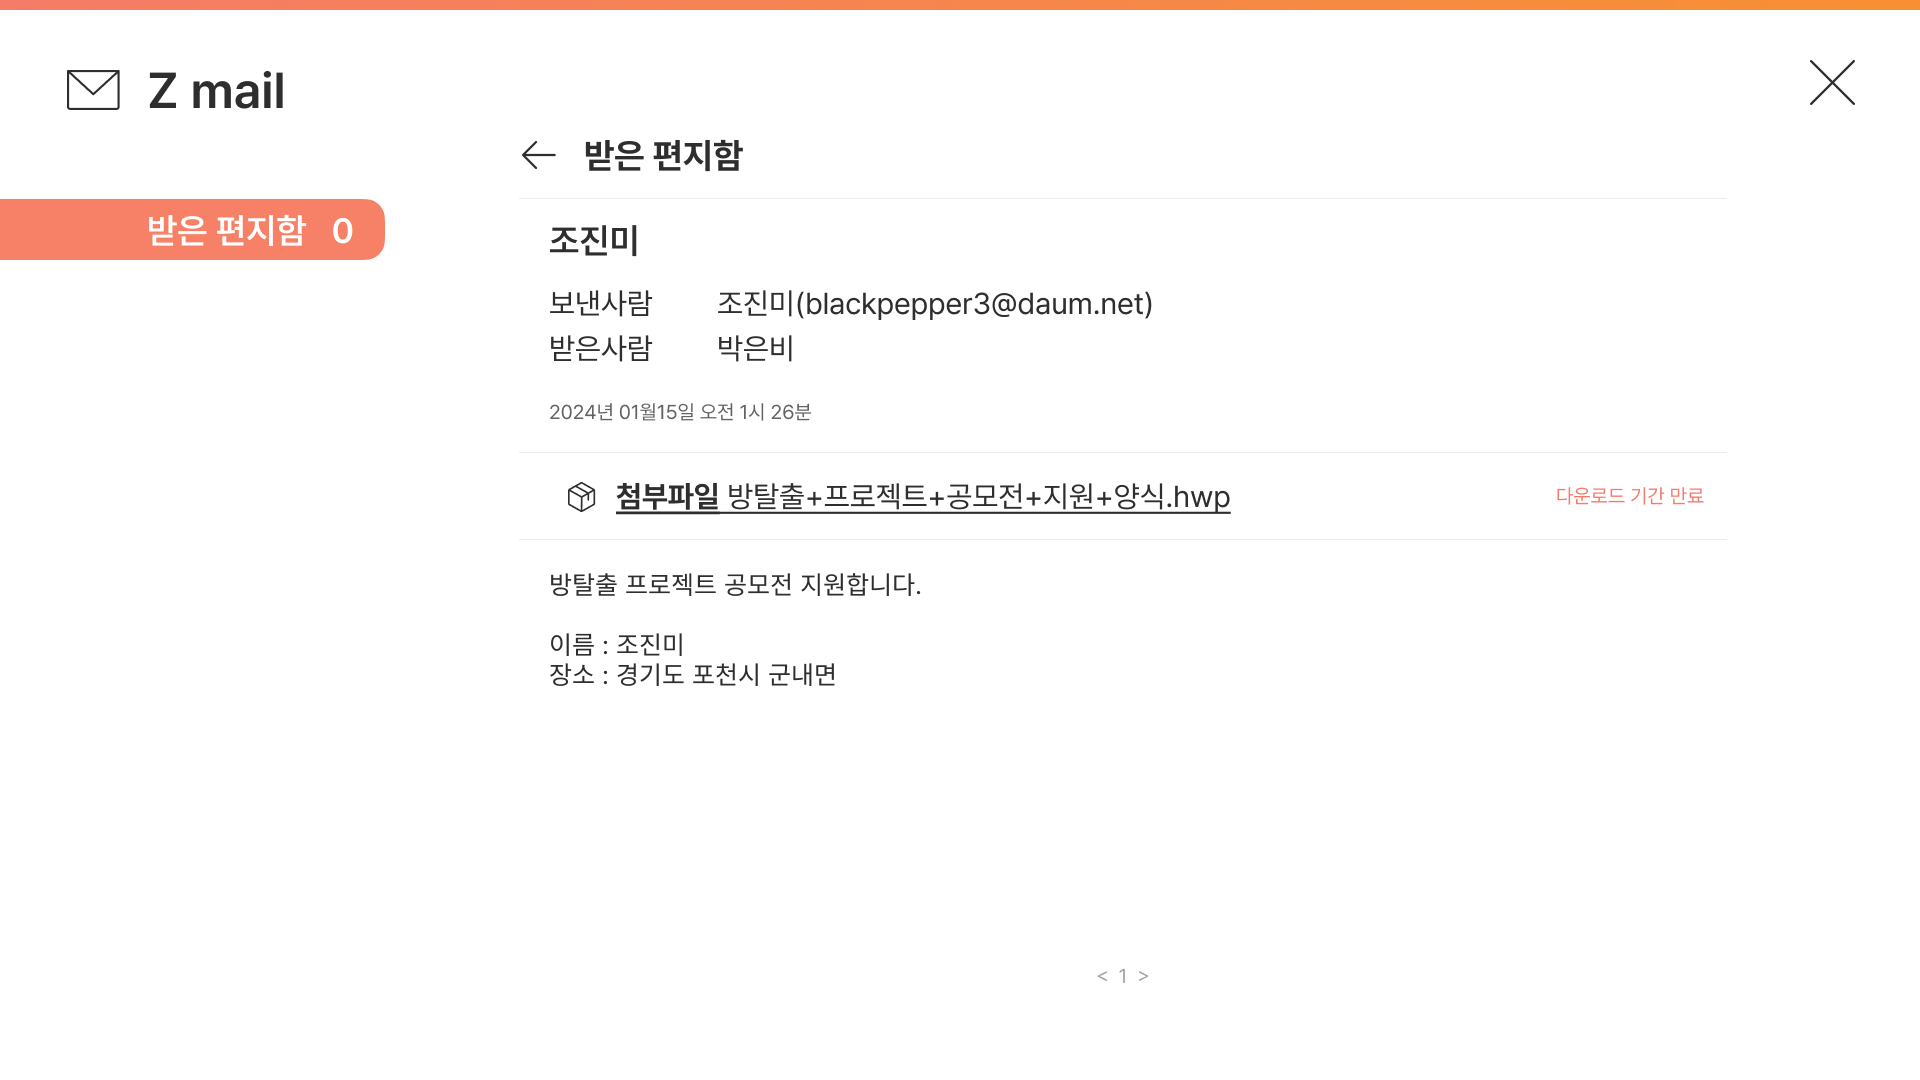 Z mail
받은 편지함
받은 편지함 0
조진미
보낸사람 조진미(blackpepper3@daum.net)
받은사람 박은비
2024년 01월15일 오전 1시 26분
첨부파일 방탈출+프로젝트+공모전+지원+양식.hwp 다운로드 기간 만료
방탈출 프로젝트 공모전 지원합니다.
이름 : 조진미
장소 : 경기도 포천시 군내면
< 1 >